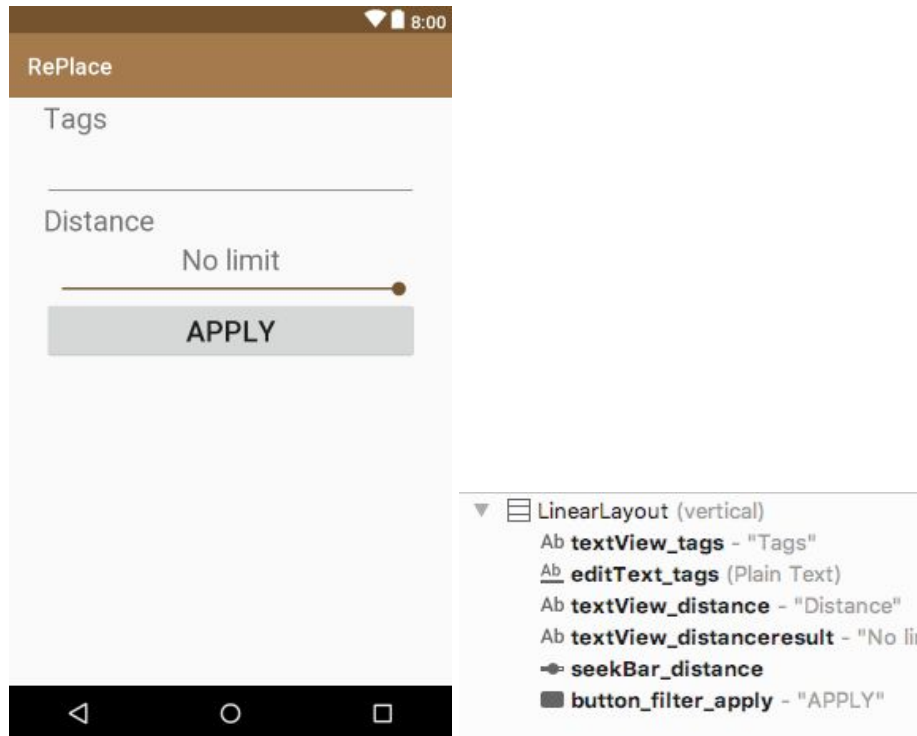 8:00
RePlace
Tags
Distance
No limit
APPLY
LinearLayout (vertical)
Ab textView_tags - "Tags"
Ab editText_tags (Plain Text)
Ab textView_distance - "Distance"
Ab textView_distanceresult - "No li
seekBar_distance
button_filter_apply - "APPLY"